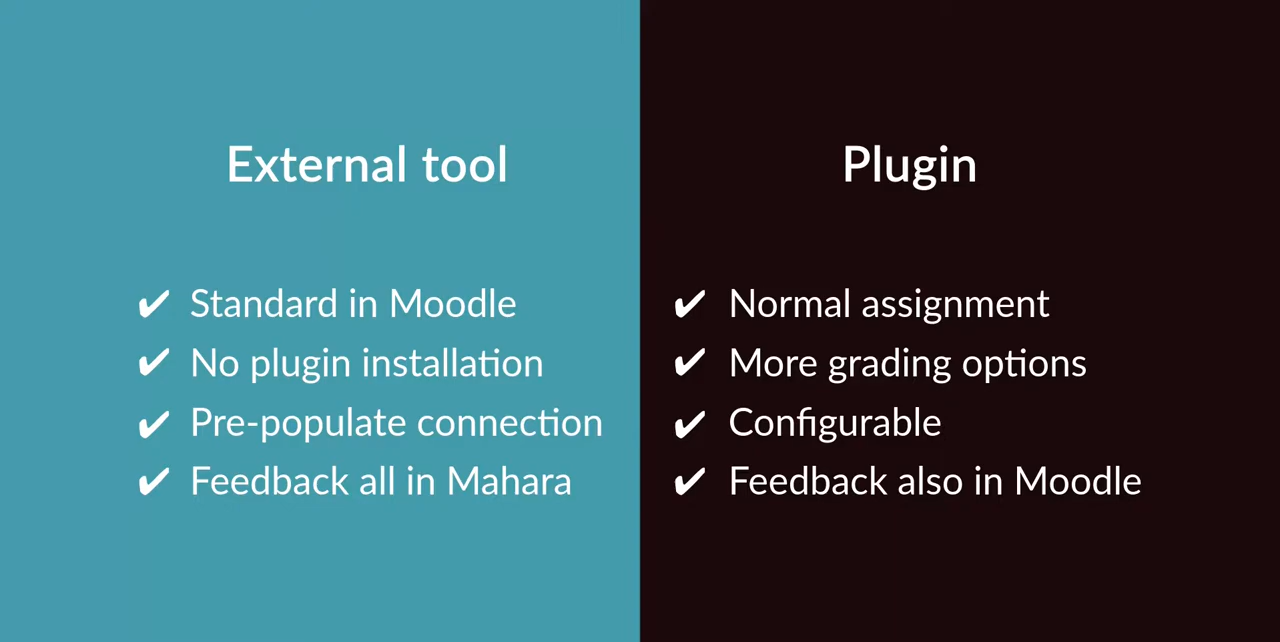 External tool
✔ Standard in Moodle
✔ No plugin installation
✔ Pre-populate connection
✔ Feedback all in Mahara
Plugin
✔ Normal assignment
✔ More grading options
✔ Configurable
✔ Feedback also in Moodle